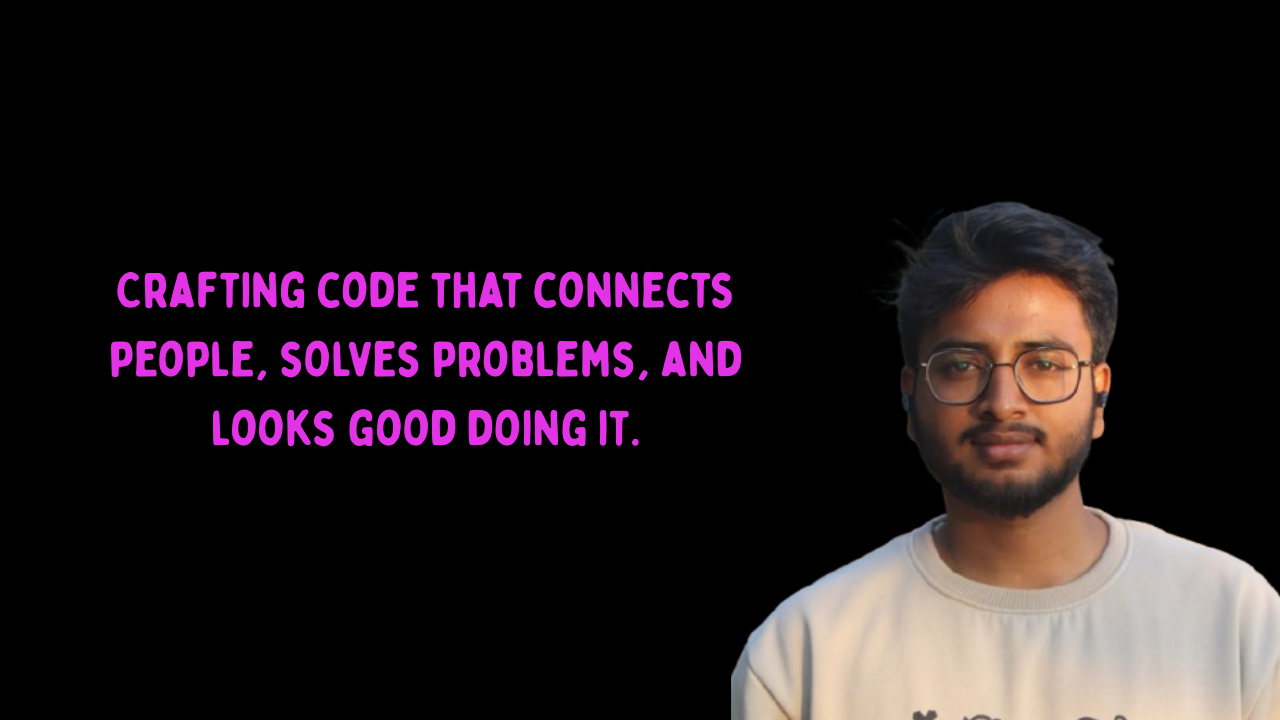 CRAFTING CODE THAT CONNECTS
PEOPLE, SOLVES PROBLEMS, AND
LOOKS GOOD DOING IT.